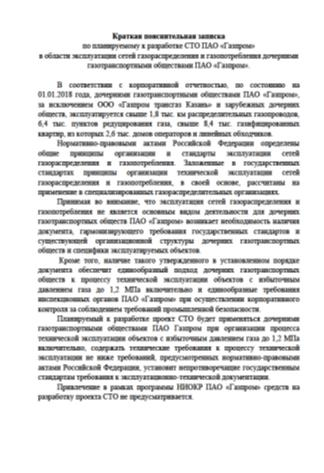 Краткая пояснительная записка
по планируемому к разработке СТО ПАО «Газпром»
в области эксплуатации сетей газораспределения и газопотребления дочерними
газотранспортными обществами ПАО «Газпром».
В соответствии с корпоративной отчетностью, по состоянию на
01.01.2018 года, дочерними газотранспортными обществами ПАО «Газпром»,
за исключением ООО «Газпром трансгаз Казань» и зарубежных дочерних
обществ, эксплуатируется свыше 1,8 тыс. км распределительных газопроводов,
6,4 тыс. пунктов редуцирования газа, свыше 8,4 тыс. газифицированных
квартир, из которых 2,6 тыс. домов операторов и линейных обходчиков.
Нормативно-правовыми актами Российской Федерации определены
общие принципы организации и стандарты эксплуатации сетей
газораспределения и газопотребления. Заложенные в государственных
стандартах принципы организации технической эксплуатации сетей
газораспределения и газопотребления, в своей основе, рассчитаны на
применение в специализированных газораспределительных организациях.
Принимая во внимание, что эксплуатация сетей газораспределения и
газопотребления не является основным видом деятельности для дочерних
газотранспортных обществ ПАО «Газпром» возникает необходимость наличия
документа, гармонизирующего требования государственных стандартов и
существующей организационной структуры дочерних газотранспортных
обществ и специфики эксплуатируемых объектов.
Кроме того, наличие такого утвержденного в установленном порядке
документа обеспечит единообразный подход дочерних газотранспортных
обществ к процессу технической эксплуатации объектов с избыточным
давлением газа до 1,2 МПа включительно и единообразные требования
инспекционных органов ПАО «Газпром» при осуществлении корпоративного
контроля за соблюдением требований промышленной безопасности.
Планируемый к разработке проект СТО будет применяться дочерними
газотранспортными обществами ПАО Газпром при организации процесса
технической эксплуатации объектов с избыточным давлением газа до 1,2 МПа
включительно, содержать технические требования к процессу технической
эксплуатации не ниже требований, предусмотренных нормативно-правовыми
актами Российской Федерации, установит непротиворечащие государственным
стандартам требования к эксплуатационно-технической документации.
Привлечение в рамках программы НИОКР ПАО «Газпром» средств на
разработку проекта СТО не предусматривается.